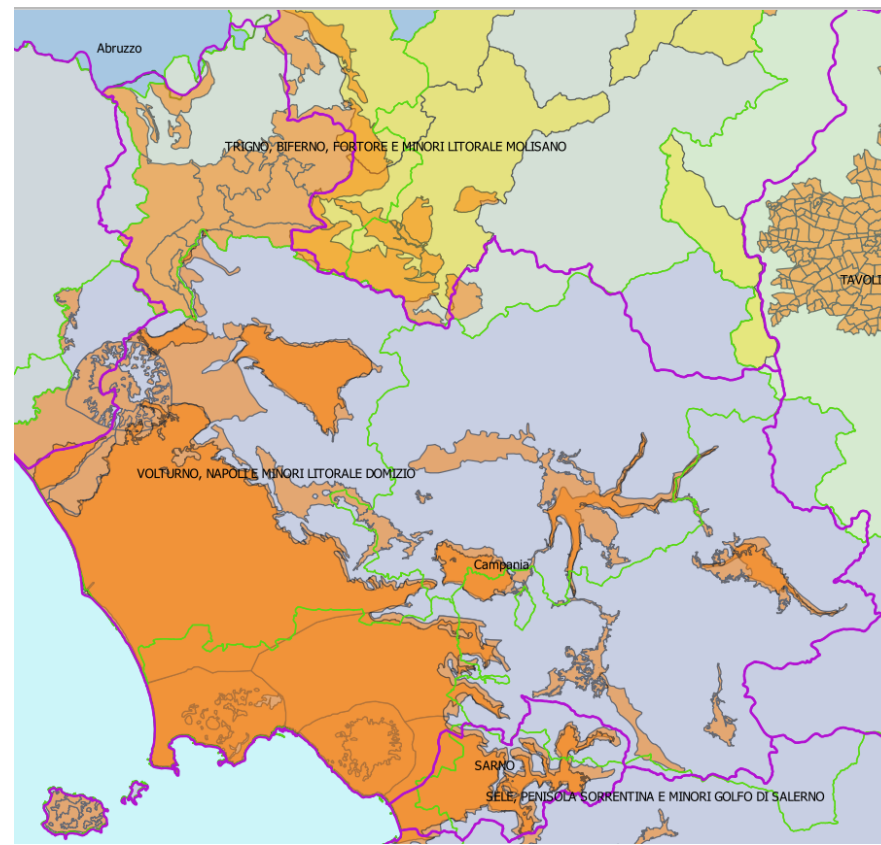 Abruzzo
TRIGNO, BIFERNO, FORTORE E MINORI LITORALE MOLISANO
TAVOLI
VOLTURNO, NAPOLI E MINORI LITORALE DOMIZIO
Campania
SARNO
SELE, PENISOLA SORRENTINA E MINORI GOLFO DI SALERNO